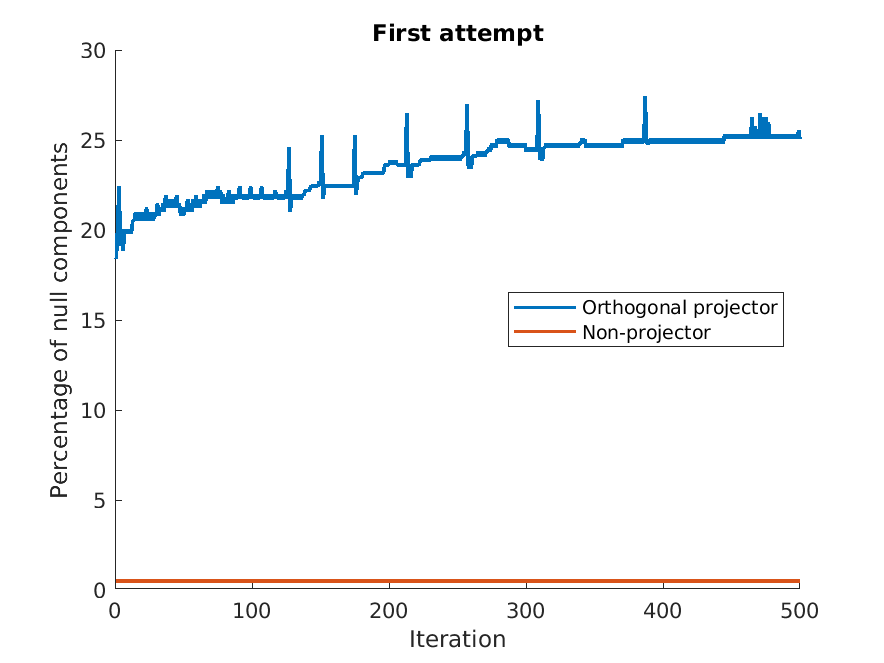 First attempt
Percentage of null components
30
25
20
15
10
5
0
Orthogonal projector
Non-projector
0 100 200 300 400 500
Iteration